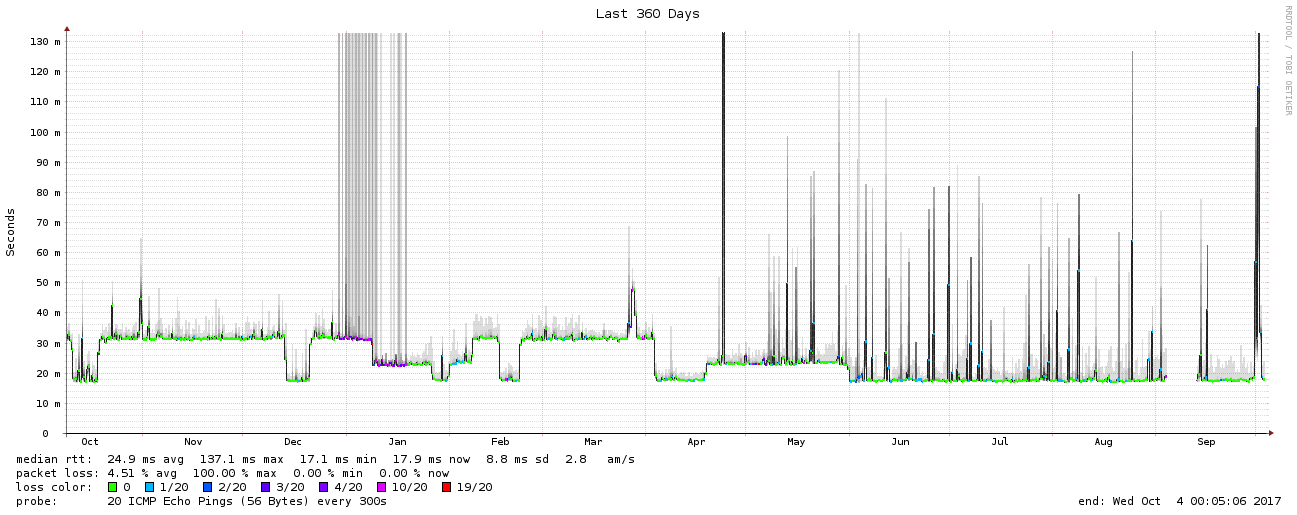 Last 360 Days
RRDTOOL / TOBI OETIKER
Seconds
130 m
120 m
110 m
100 m
90 m
80 m
70 m
60 m
50 m
40 m
30 m
20 m
10 m
0
Oct Nov Dec Jan Feb Mar Apr May Jun Jul Aug Sep
median rtt: 24.9 ms avg 137.1 ms max 17.1 ms min 17.9 ms now 8.8 ms sd 2.8 am/s
packet loss: 4.51 % avg 100.00 % max 0.00 % min 0.00 % now
loss color: 0 1/20 2/20 3/20 4/20 10/20 19/20
probe: 20 ICMP Echo Pings (56 Bytes) every 300s end: Wed Oct 4 00:05:06 2017